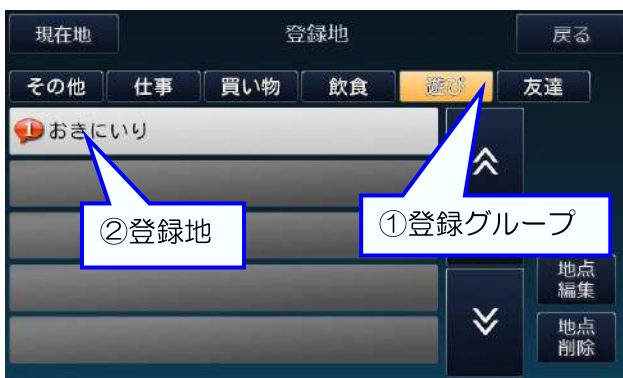 現在地
登録地
戻る
その他
仕事
買い物
飲食
遊び
友達
1
おきにいり
②登録地
①登録グループ
地点
編集
地点
削除